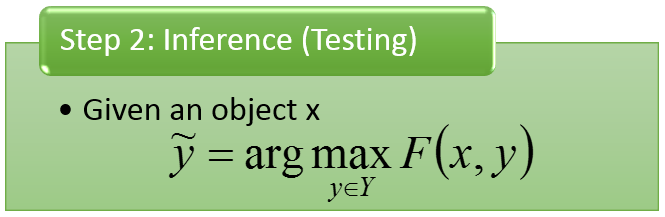 Step 2: Inference (Testing)
• Given an object x
ỹ = arg max F(x, y)
y∈Y